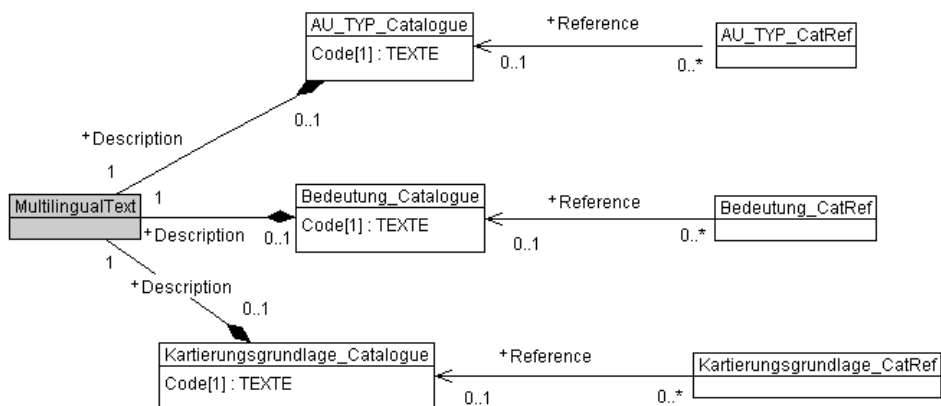 AU_TYP_Catalogue
Code[1] : TEXTE
+Reference
0..1
0..*
AU_TYP_CatRef
0..1
+Description
1
MultilingualText
1
+Description
0..1
Bedeutung_Catalogue
Code[1] : TEXTE
+Reference
0..1
0..*
Bedeutung_CatRef
1
+Description
0..1
Kartierungsgrundlage_Catalogue
Code[1] : TEXTE
+Reference
0..1
0..*
Kartierungsgrundlage_CatRef